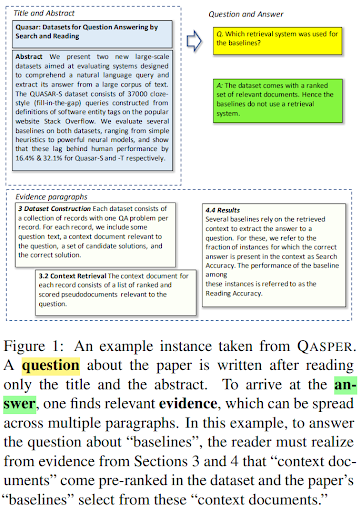 Title and Abstract
Question and Answer
Quasar: Datasets for Question Answering by
Search and Reading
Abstract We present two new large-scale
datasets aimed at evaluating systems designed
to comprehend a natural language query and
extract its answer from a large corpus of text.
The QUASAR-S dataset consists of 37000 cloze-
style (fill-in-the-gap) queries constructed from
definitions of software entity tags on the popular
website Stack Overflow. We evaluate several
baselines on both datasets, ranging from simple
heuristics to powerful neural models, and show
that these lag behind human performance by
16.4% & 32.1% for Quasar-S and -T respectively.
Q. Which retrieval system was used for
the baselines?
A: The dataset comes with a ranked
set of relevant documents. Hence the
baselines do not use a retrieval
system.
Evidence paragraphs
3 Dataset Construction Each dataset consists of
a collection of records with one QA problem per
record. For each record, we include some
question text, a context document relevant to
the question, a set of candidate solutions, and
the correct solution.
3.2 Context Retrieval The context document for
each record consists of a list of ranked and
scored pseudodocuments relevant to the
question.
4.4 Results
Several baselines rely on the retrieved
context to extract the answer to a
question. For these, we refer to the
fraction of instances for which the correct
answer is present in the context as Search
Accuracy. The performance of the baseline
among
these instances is referred to as the
Reading Accuracy.
Figure 1: An example instance taken from QASPER.
A question about the paper is written after reading
only the title and the abstract. To arrive at the an-
swer, one finds relevant evidence, which can be spread
across multiple paragraphs. In this example, to answer
the question about “baselines”, the reader must realize
from evidence from Sections 3 and 4 that “context doc-
uments” come pre-ranked in the dataset and the paper’s
“baselines” select from these “context documents.”